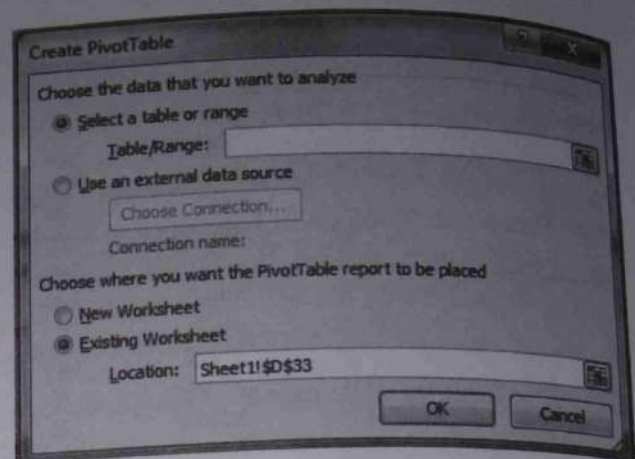 Create PivotTable
Choose the data that you want to analyze
Select a table or range
Table/Range:
Use an external data source
Choose Connection...
Connection name:
Choose where you want the PivotTable report to be placed
New Worksheet
Existing Worksheet
Location: Sheet1!$D$33
OK Cancel